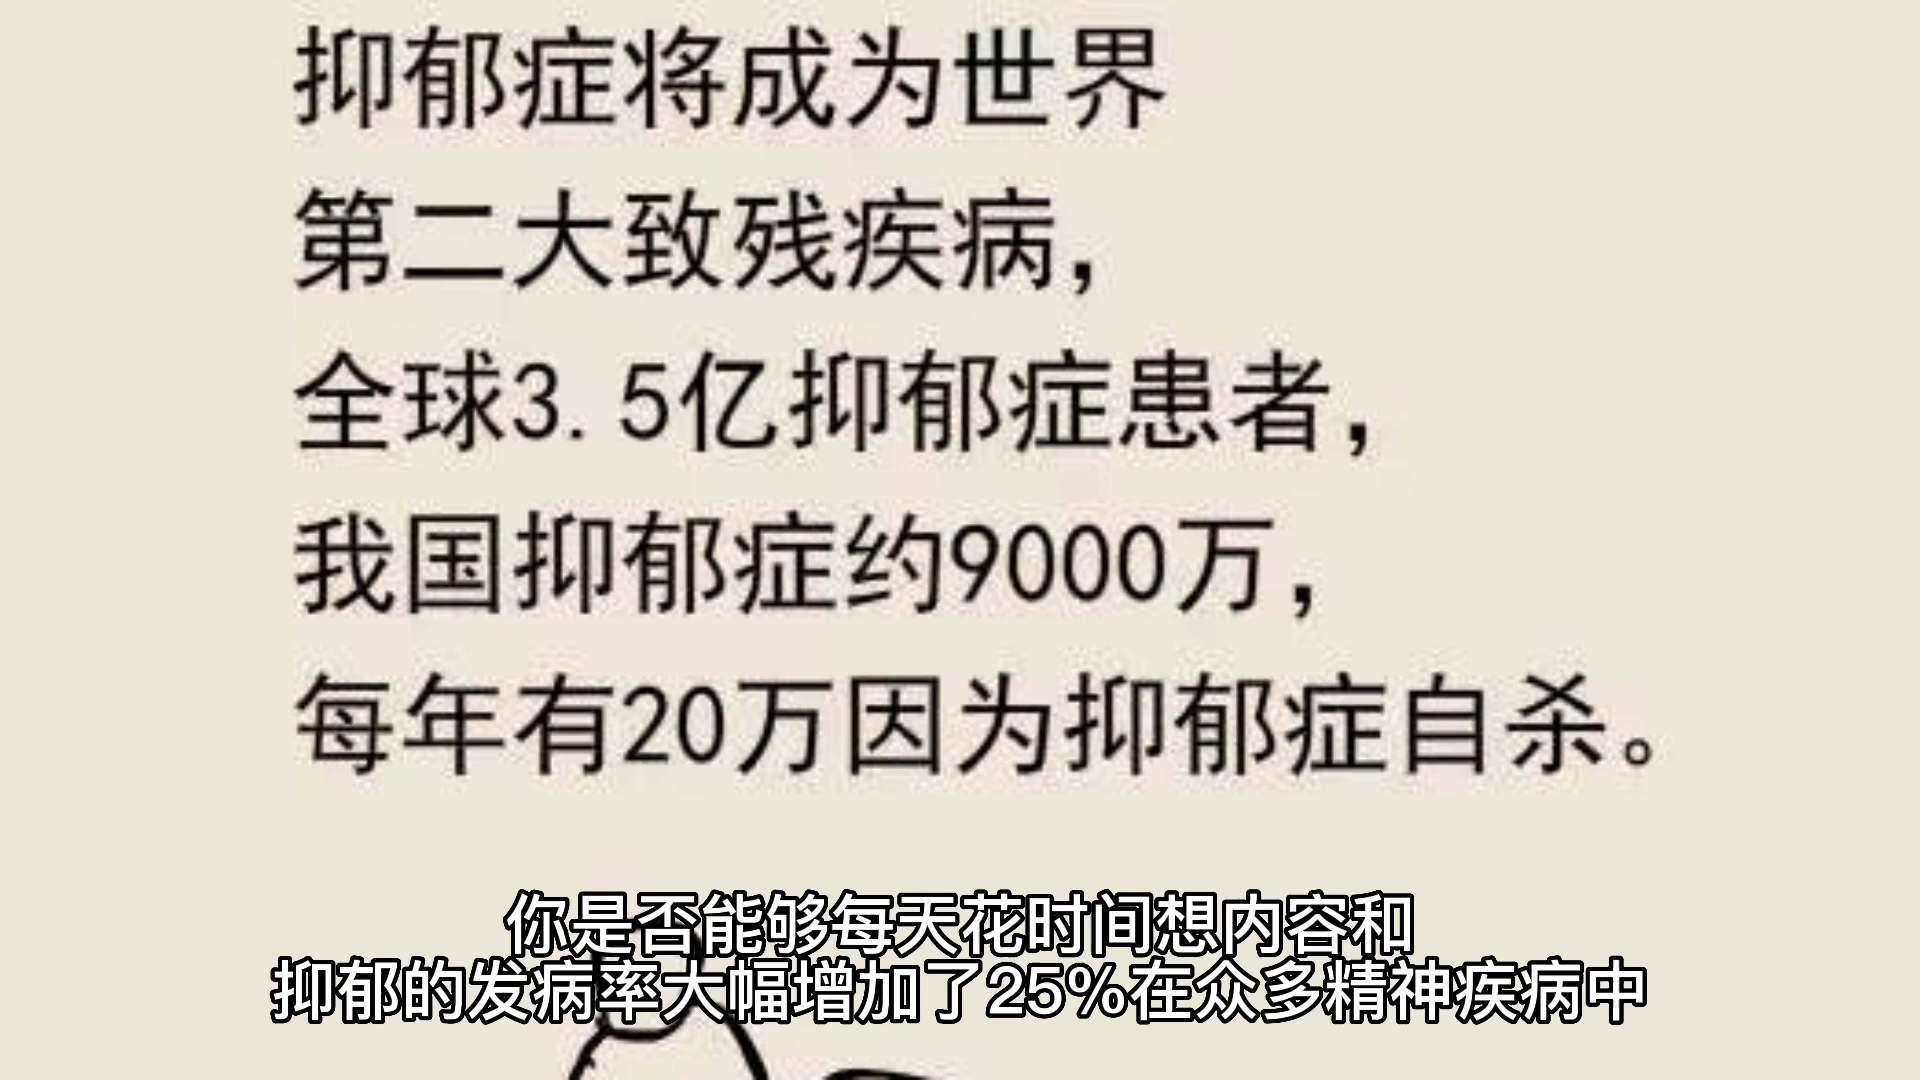 抑郁症将成为世界
第二大致残疾病，
全球3.5亿抑郁症患者，
我国抑郁症约9000万，
每年有20万因为抑郁症自杀。
你是否能够每天花时间想内容和
抑郁的发病率大幅增加了25%在众多精神疾病中